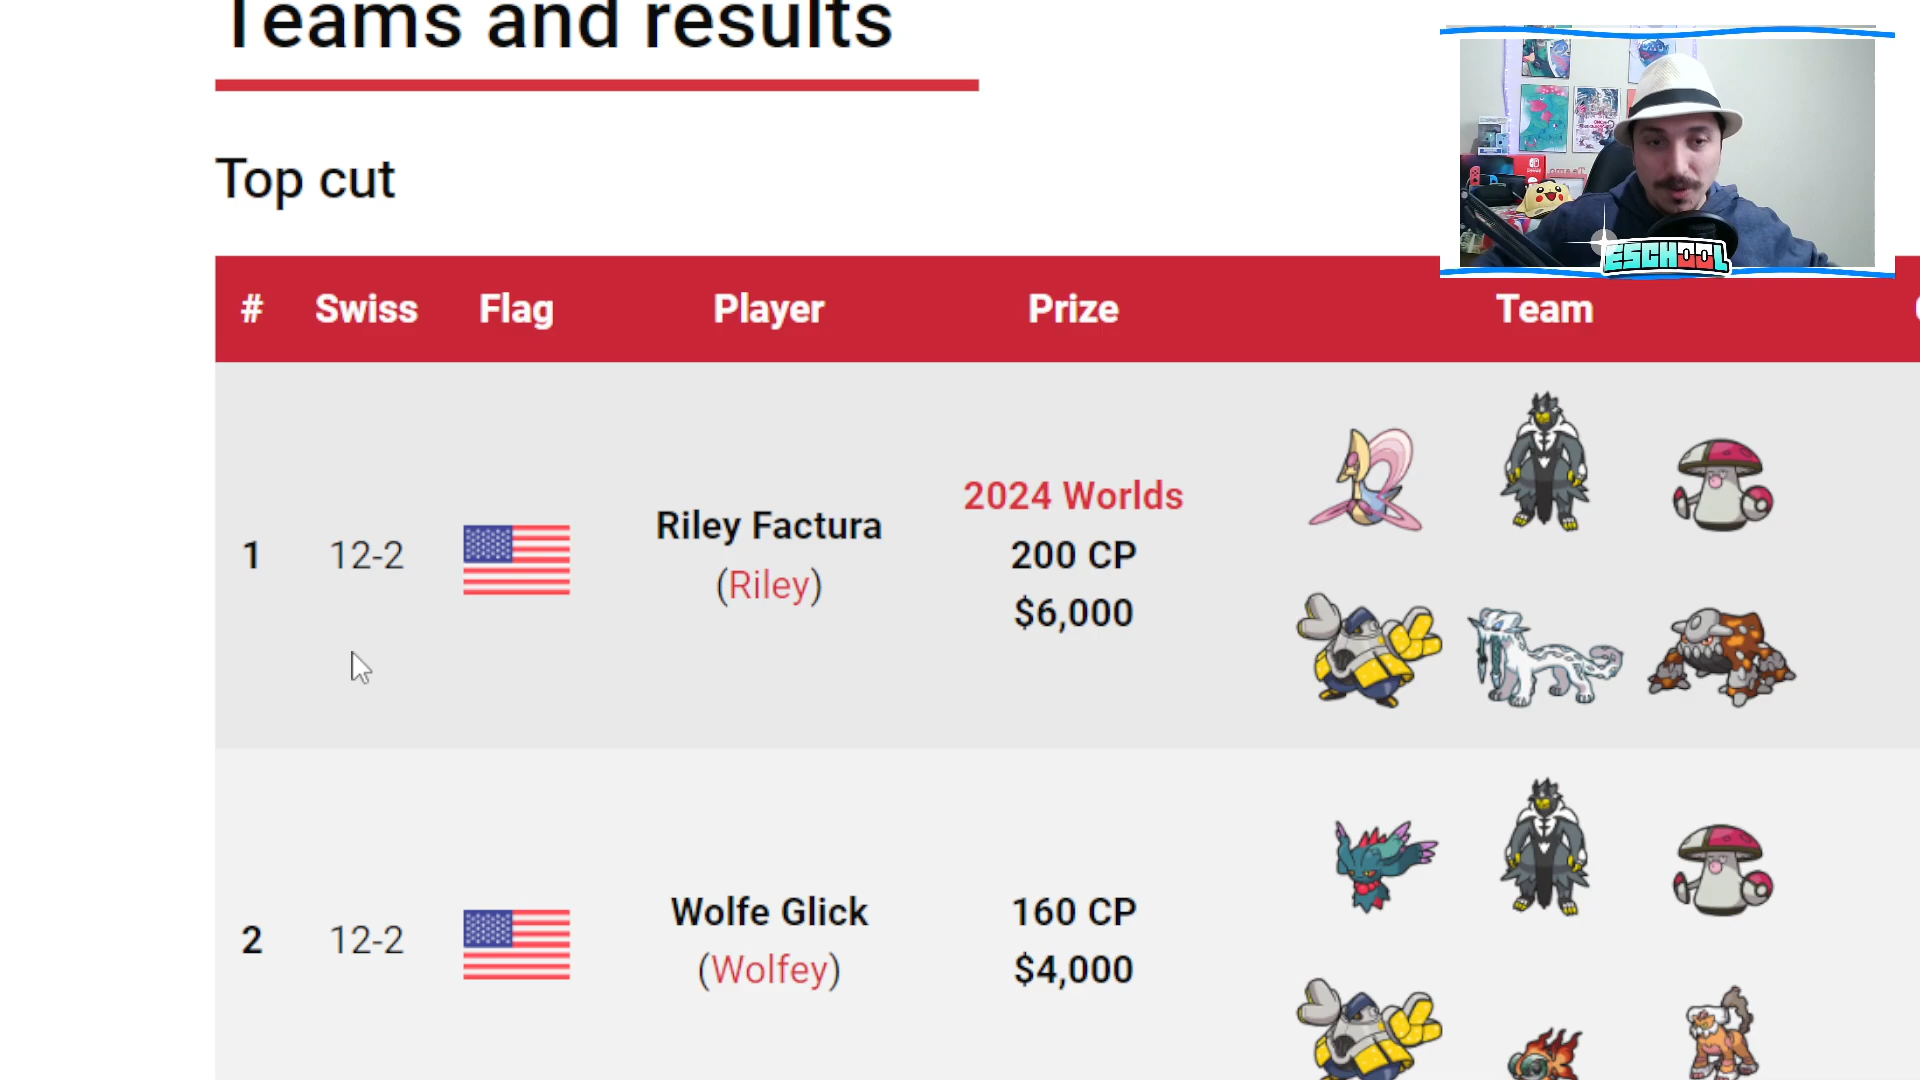 Teams and results
Top cut
# Swiss Flag Player Prize Team
1 12-2 Riley Factura (Riley) 2024 Worlds 200 CP $6,000
2 12-2 Wolfe Glick (Wolfey) 160 CP $4,000
ESCHOOL